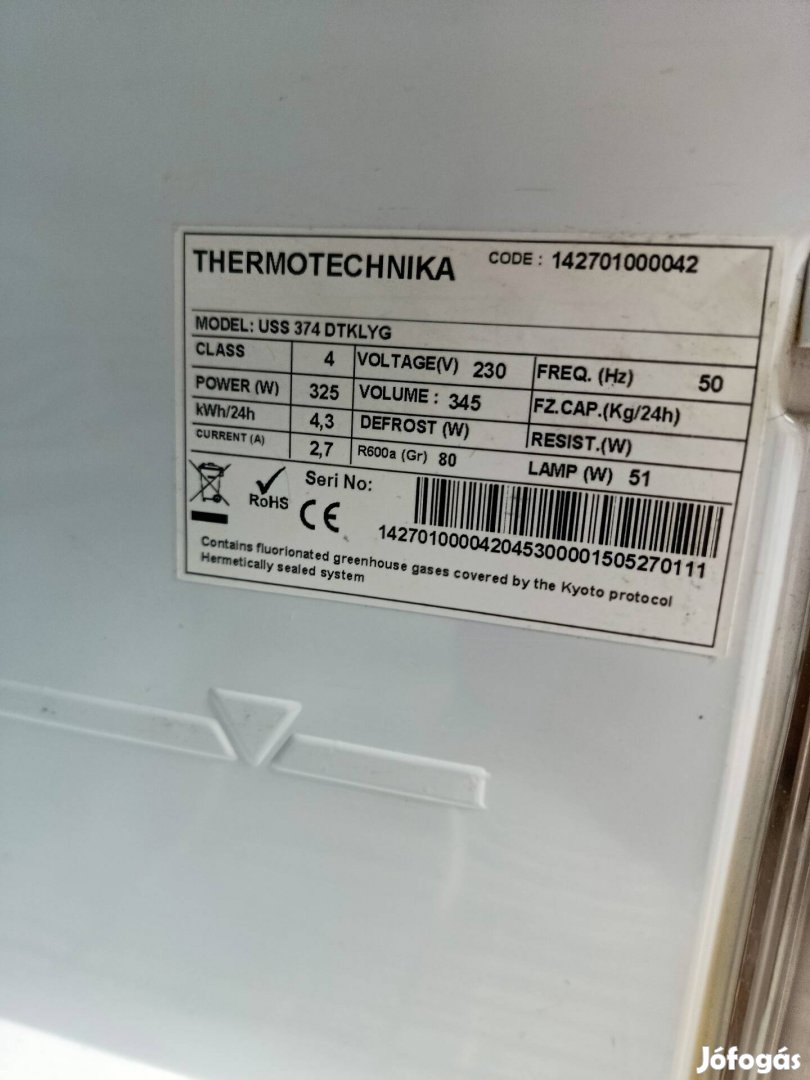 THERMOTECHNIKA CODE : 142701000042
MODEL: USS 374 DTKLYG
CLASS 4 VOLTAGE(V) 230 FREQ. (Hz) 50
POWER (W) 325 VOLUME : 345 FZ.CAP.(Kg/24h)
kWh/24h 4,3 DEFROST (W) RESIST.(W)
CURRENT (A) 2,7 R600a (Gr) 80 LAMP (W) 51
RoHS CE Seri No:
142701000042045300001505270111
Contains fluorionated greenhouse gases covered by the Kyoto protocol
Hermetically sealed system
Jófogás